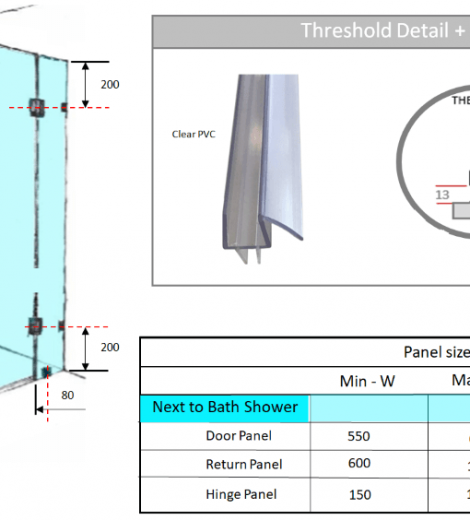 Threshold Detail +
200
Clear PVC
THE
13
200
80
Panel size
Min - W
Ma
Next to Bath Shower
Door Panel 550
Return Panel 600
Hinge Panel 150